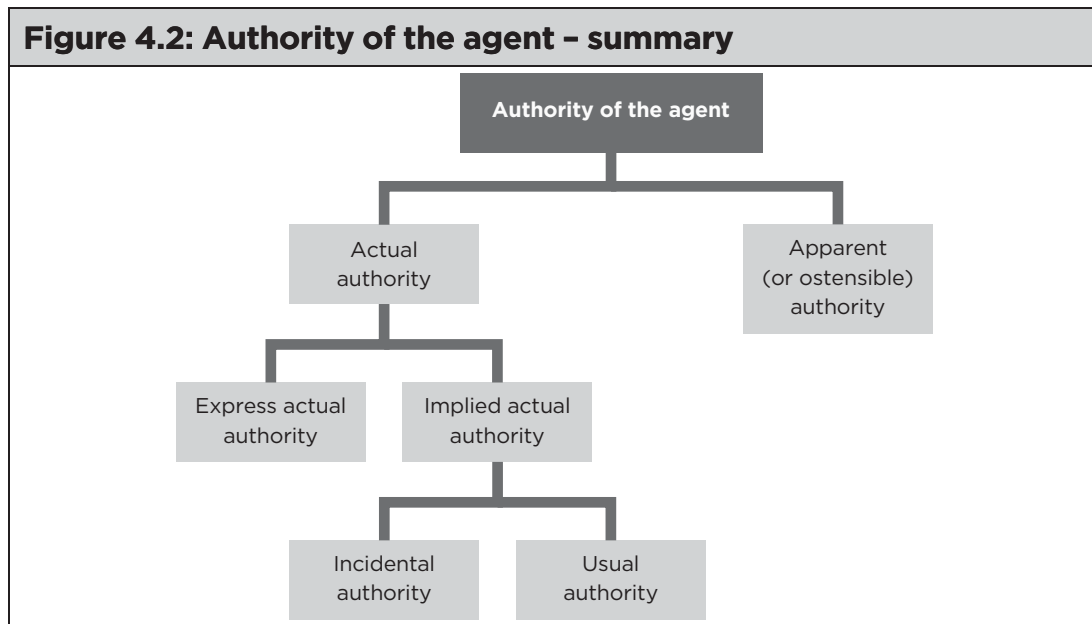 Figure 4.2: Authority of the agent – summary
Authority of the agent
Actual
authority
Apparent
(or ostensible)
authority
Express actual
authority
Implied actual
authority
Incidental
authority
Usual
authority